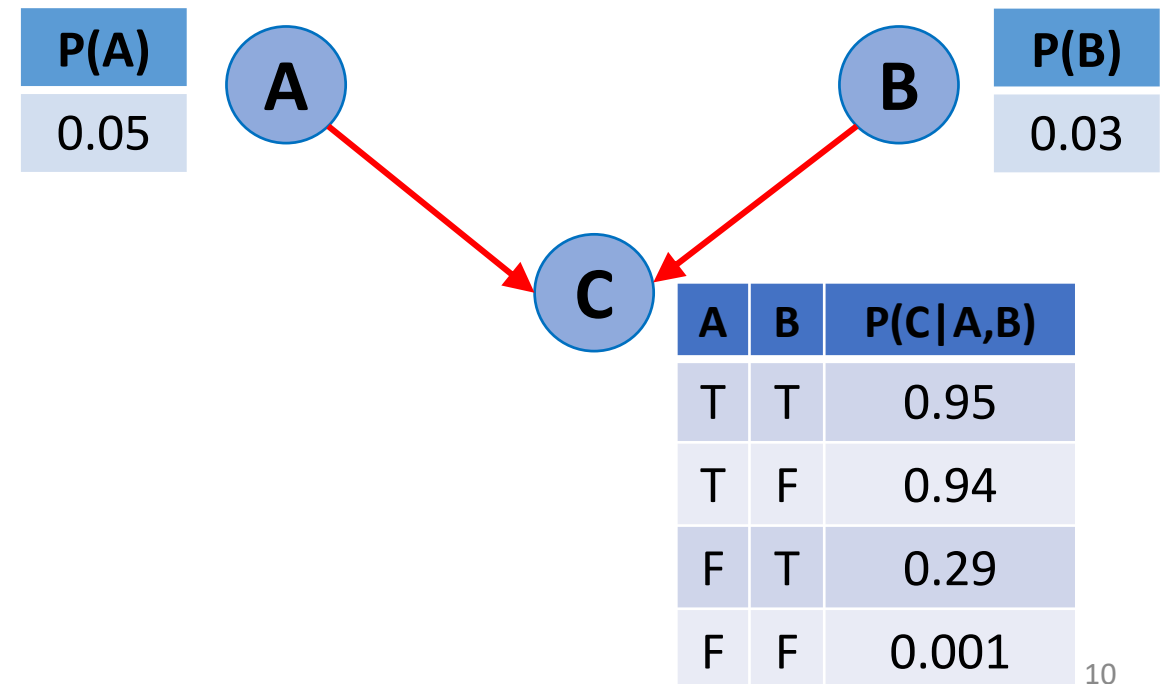 P(A)
0.05
A
B
P(B)
0.03
C
A B P(C|A,B)
T T 0.95
T F 0.94
F T 0.29
F F 0.001
10